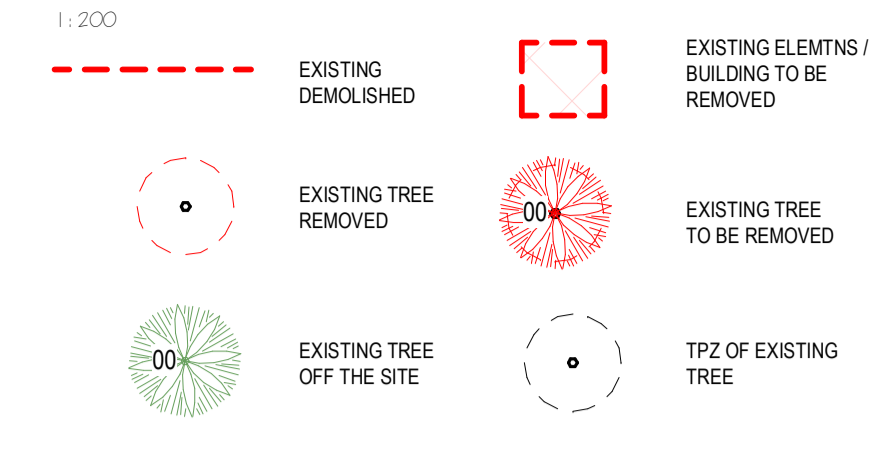 1:200
EXISTING
DEMOLISHED
EXISTING ELEMTNS /
BUILDING TO BE
REMOVED
EXISTING TREE
REMOVED
00
EXISTING TREE
TO BE REMOVED
00
EXISTING TREE
OFF THE SITE
TPZ OF EXISTING
TREE